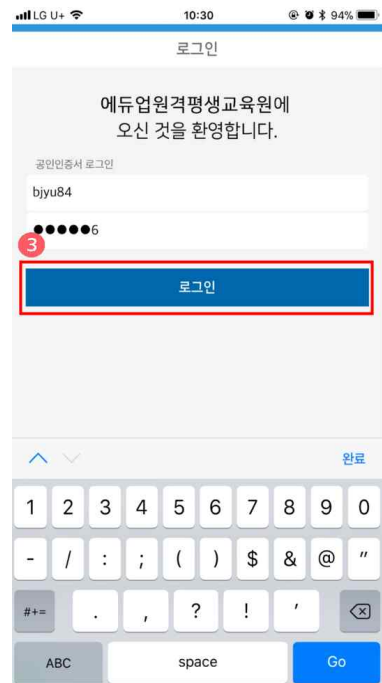 LG U+ 10:30 94%
로그인
에듀업원격평생교육원에
오신 것을 환영합니다.
공인인증서 로그인
bjyu84
●●●●●6
3
로그인
완료
1 2 3 4 5 6 7 8 9 0
- / : ; ( ) $ & @ "
#+= . , ? ! '
ABC space Go